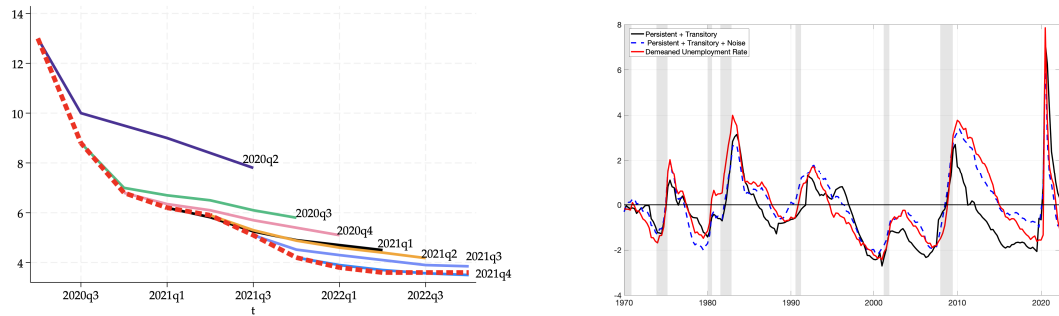 14
12
10
8
6
4
2020q2
2020q3
2020q4
2021q1
2021q2
2021q3
2021q4
2020q3 2021q1 2021q3 2022q1 2022q3
t
8
6
4
2
0
-2
-4
Persistent + Transitory
Persistent + Transitory + Noise
Demeaned Unemployment Rate
1970 1980 1990 2000 2010 2020